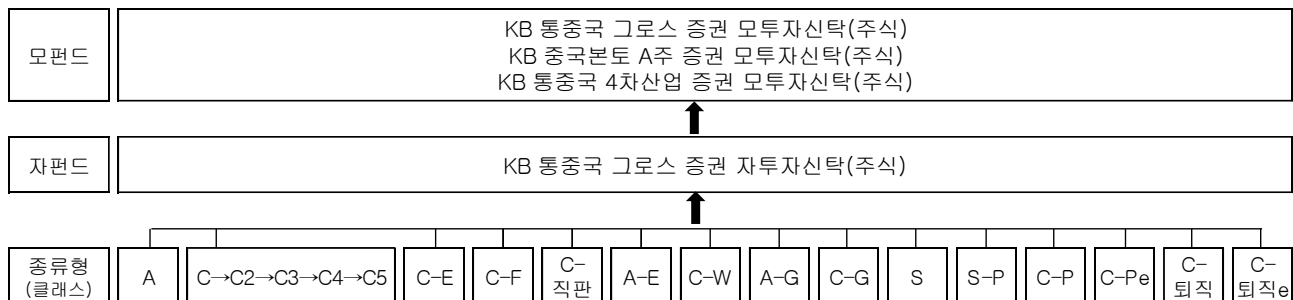 모펀드
KB 통중국 그로스 증권 모투자신탁(주식)
KB 중국본토 A주 증권 모투자신탁(주식)
KB 통중국 4차산업 증권 모투자신탁(주식)
자펀드
KB 통중국 그로스 증권 자투자신탁(주식)
종류형
(클래스)
A
C→C2→C3→C4→C5
C-E
C-F
C-
직판
A-E
C-W
A-G
C-G
S
S-P
C-P
C-Pe
C-
퇴직
C-
퇴직e